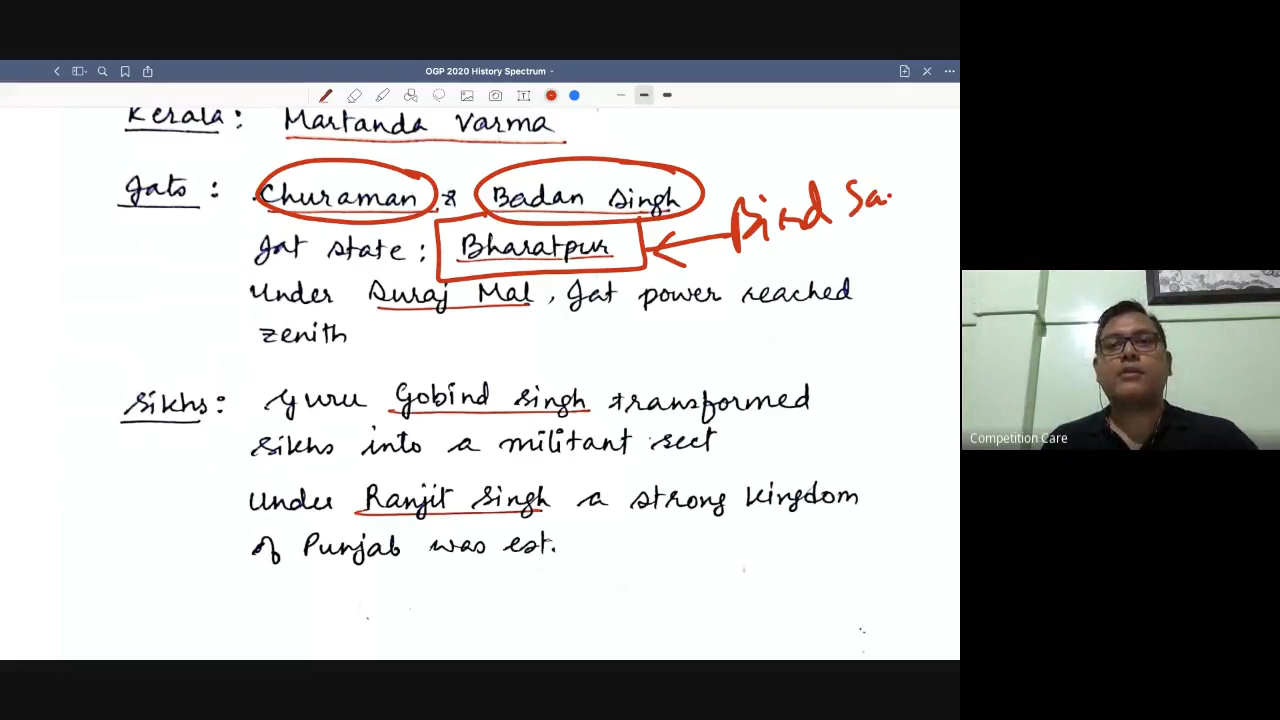 OGP 2020 History Spectrum
Kerala: Martanda Varma
Jats: Churaman & Badan Singh
Jat state: Bharatpur ← Bird Sa.
Under Suraj Mal, Jat power reached
zenith
Sikhs: Guru Gobind Singh transformed
Sikhs into a militant sect
Under Ranjit Singh a strong kingdom
of Punjab was est.
Competition Care